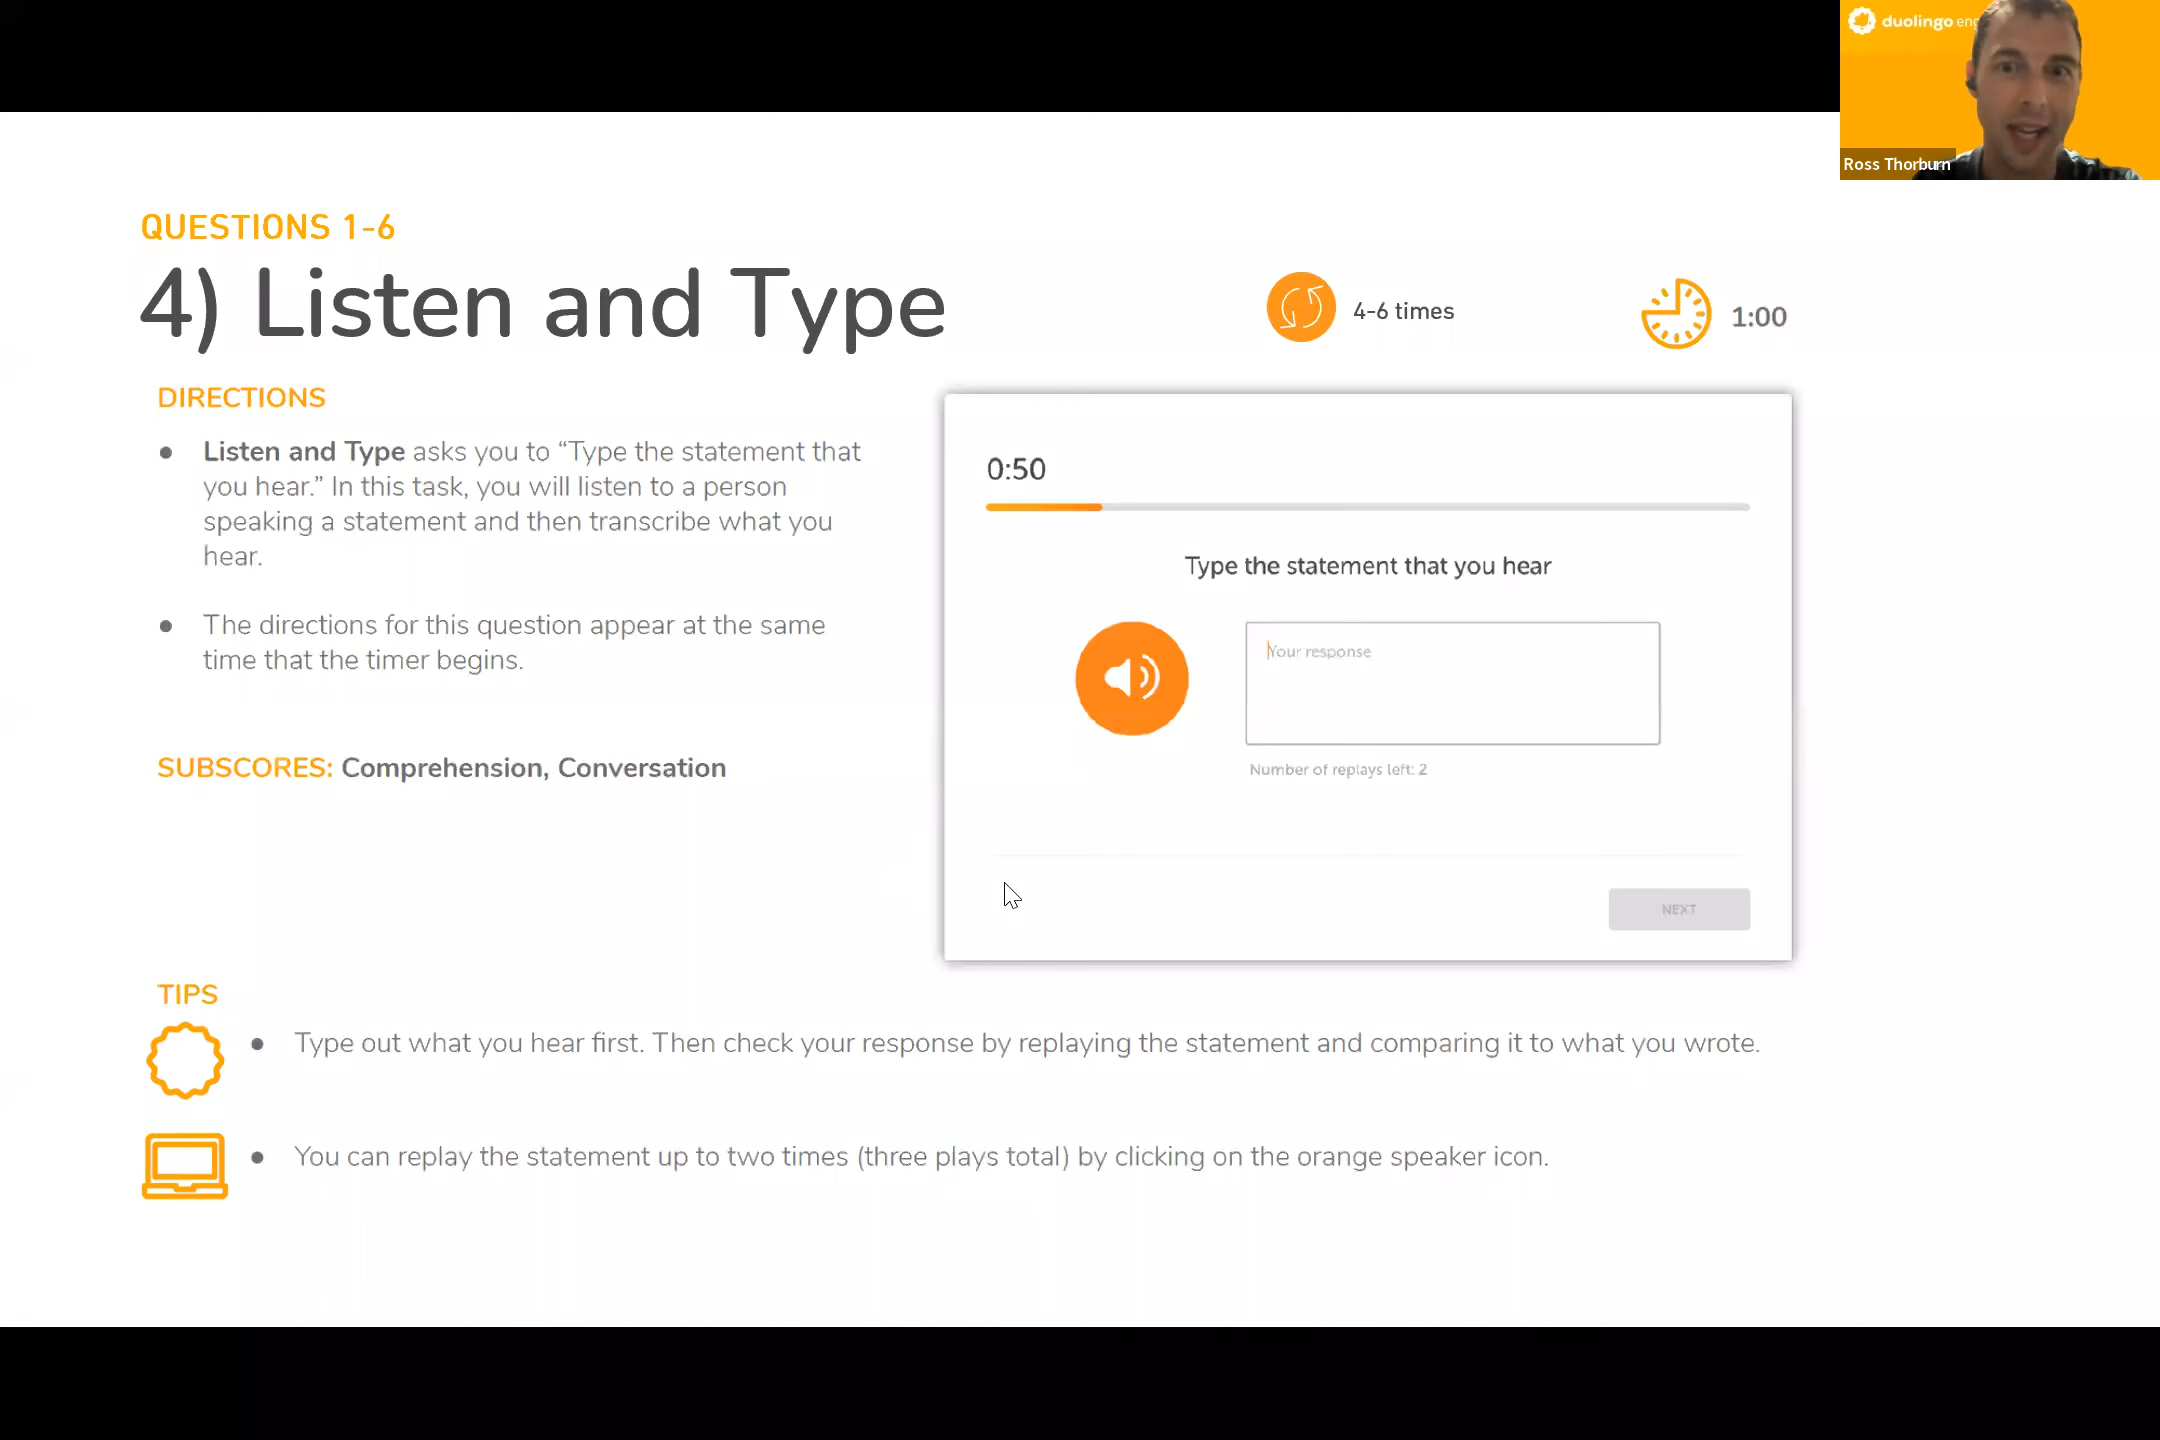 duolingo eng
Ross Thorburn
QUESTIONS 1-6
4) Listen and Type
4-6 times
1:00
DIRECTIONS
● Listen and Type asks you to “Type the statement that
you hear.” In this task, you will listen to a person
speaking a statement and then transcribe what you
hear.
● The directions for this question appear at the same
time that the timer begins.
SUBSCORES: Comprehension, Conversation
0:50
Type the statement that you hear
Your response
Number of replays left: 2
NEXT
TIPS
● Type out what you hear first. Then check your response by replaying the statement and comparing it to what you wrote.
● You can replay the statement up to two times (three plays total) by clicking on the orange speaker icon.